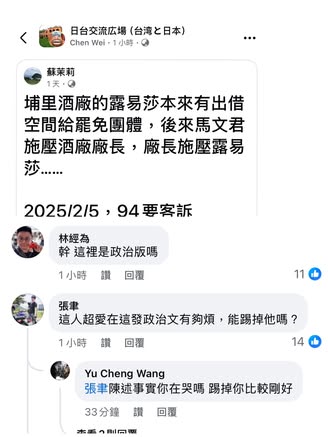 日台交流広場（台湾と日本）
Chen Wei · 1 小時 ·
蘇茉莉
1 天 ·
埔里酒廠的露易莎本來有出借
空間給罷免團體，後來馬文君
施壓酒廠廠長，廠長施壓露易
莎......
2025/2/5，94要客訴
林經為
幹 這裡是政治版嗎
1 小時 讚 回覆 11
張聿
這人超愛在這發政治文有夠煩，能踢掉他嗎？
1 小時 讚 回覆 14
Yu Cheng Wang
張聿陳述事實你在哭嗎 踢掉你比較剛好
33分鐘 讚 回覆
查看 2 則回覆